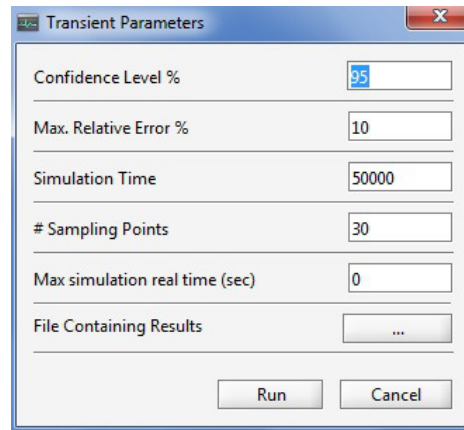 Transient Parameters
Confidence Level % 95
Max. Relative Error % 10
Simulation Time 50000
# Sampling Points 30
Max simulation real time (sec) 0
File Containing Results ...
Run Cancel